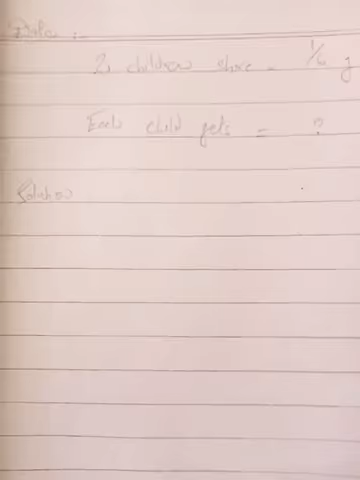 Data :-
2 children share = 1/6 g
Each child gets = ?
Solution